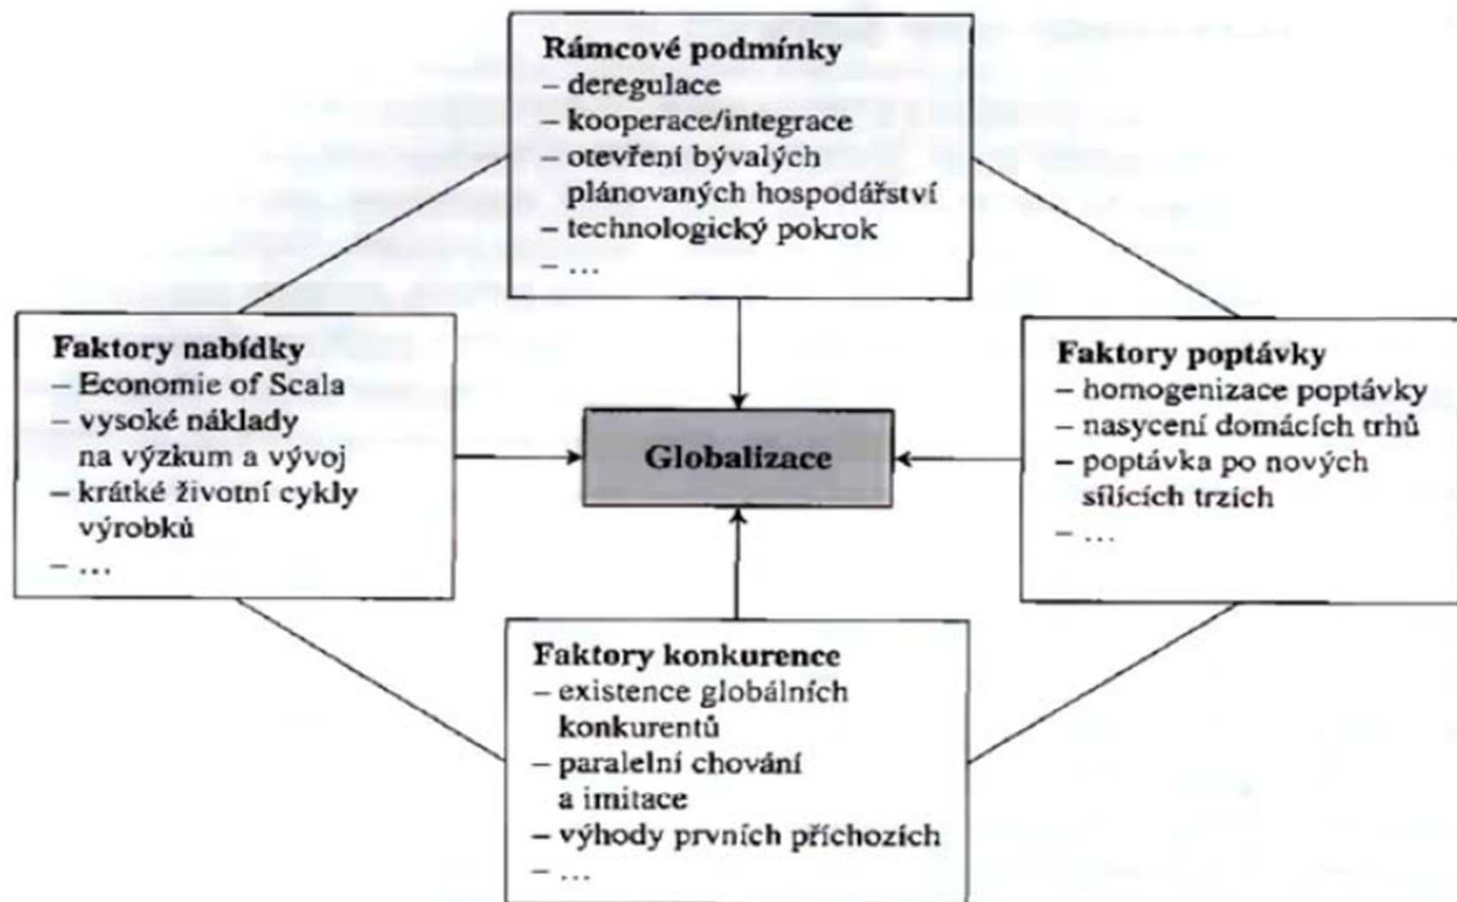 Rámcové podmínky
– deregulace
– kooperace/integrace
– otevření bývalých
plánovaných hospodářství
– technologický pokrok
– ...
Faktory nabídky
– Economie of Scala
– vysoké náklady
na výzkum a vývoj
– krátké životní cykly
výrobků
– ...
Globalizace
Faktory poptávky
– homogenizace poptávky
– nasycení domácích trhů
– poptávka po nových
sílících trzích
– ...
Faktory konkurence
– existence globálních
konkurentů
– paralelní chování
a imitace
– výhody prvních příchozích
– ...